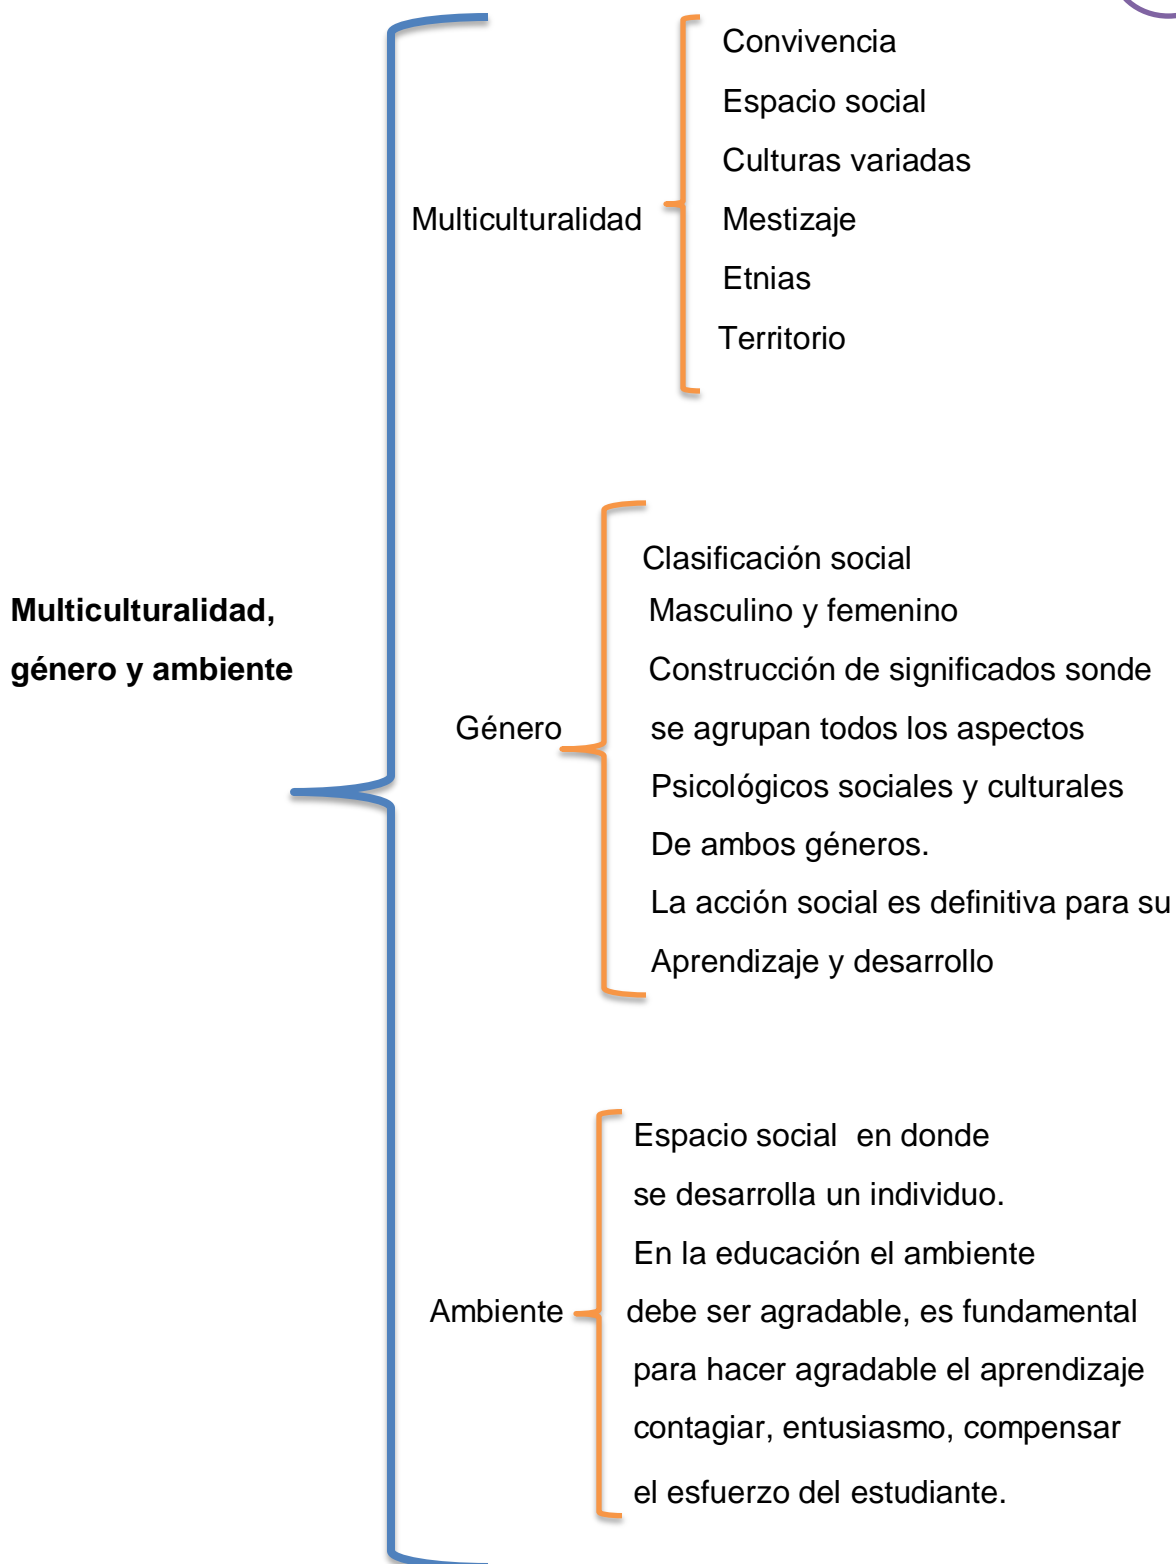 Convivencia
Espacio social
Culturas variadas
Multiculturalidad
Mestizaje
Etnias
Territorio
Multiculturalidad,
género y ambiente
Clasificación social
Masculino y femenino
Construcción de significados sonde
Género
se agrupan todos los aspectos
Psicológicos sociales y culturales
De ambos géneros.
La acción social es definitiva para su
Aprendizaje y desarrollo
Espacio social en donde
se desarrolla un individuo.
En la educación el ambiente
Ambiente
debe ser agradable, es fundamental
para hacer agradable el aprendizaje
contagiar, entusiasmo, compensar
el esfuerzo del estudiante.